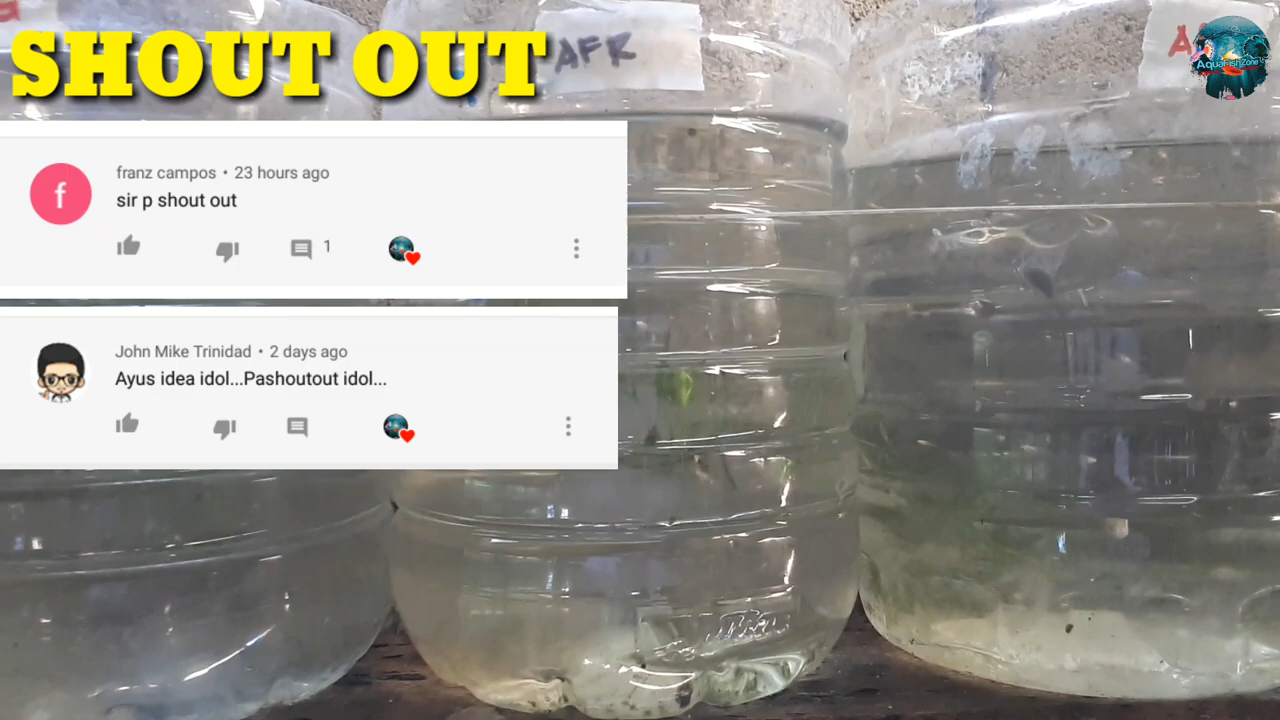 SHOUT OUT
AFR
A
AquaFishZone
f
franz campos • 23 hours ago
sir p shout out
1
John Mike Trinidad • 2 days ago
Ayus idea idol...Pashoutout idol...